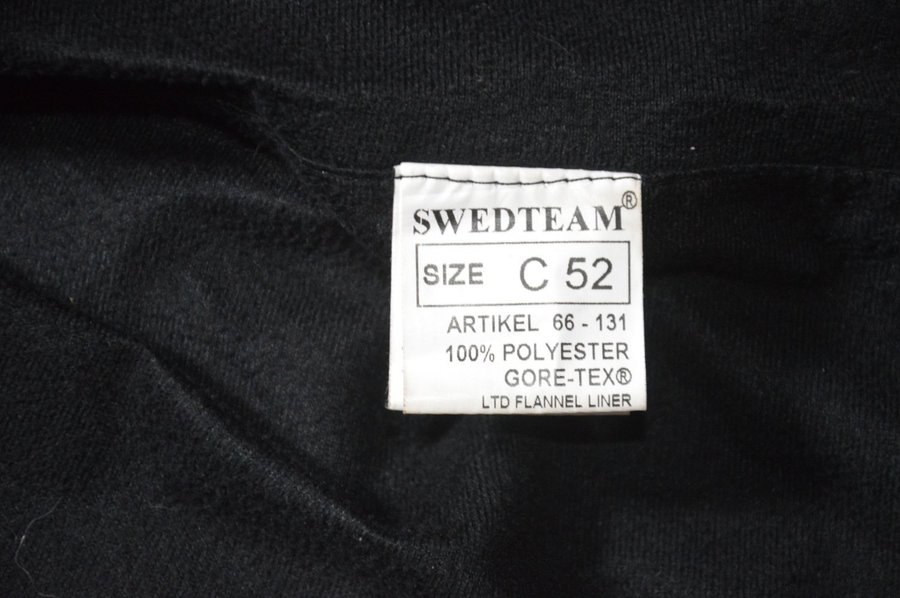 SWEDTEAM®
SIZE C 52
ARTIKEL 66 - 131
100% POLYESTER
GORE-TEX®
LTD FLANNEL LINER